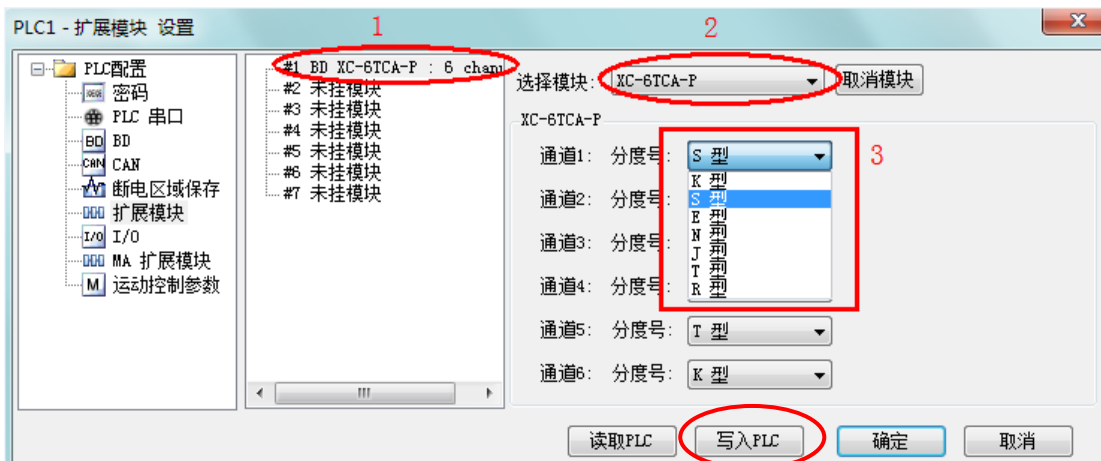 PLC1 - 扩展模块 设置
1
2
PLC配置
密码
PLC 串口
BD BD
CAN CAN
断电区域保存
扩展模块
I/O I/O
MA 扩展模块
M 运动控制参数
#1 BD XC-6TCA-P : 6 chan
#2 未挂模块
#3 未挂模块
#4 未挂模块
#5 未挂模块
#6 未挂模块
#7 未挂模块
选择模块: XC-6TCA-P 取消模块
XC-6TCA-P
通道1: 分度号: S 型
3
K 型
S 型
E 型
N 型
J 型
T 型
R 型
通道2: 分度号:
通道3: 分度号:
通道4: 分度号:
通道5: 分度号: T 型
通道6: 分度号: K 型
读取PLC 写入PLC 确定 取消